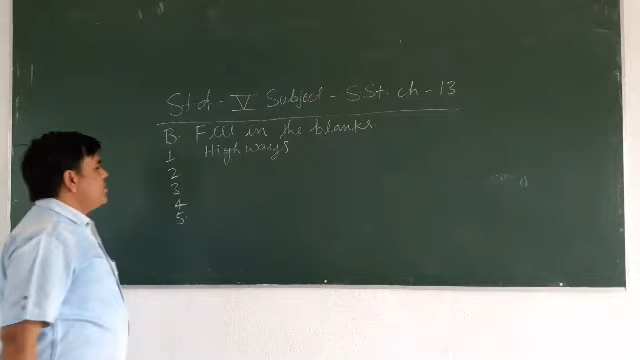 Std - V Subject - S.St. ch - 13
B. Fill in the blanks
1 Highways
2
3
4
5